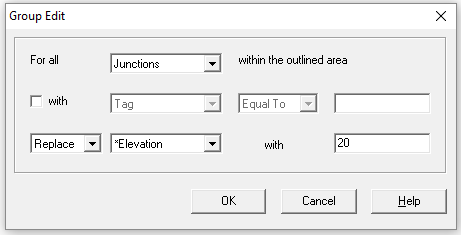 Group Edit
For all Junctions within the outlined area
with Tag Equal To
Replace *Elevation with 20
OK Cancel Help